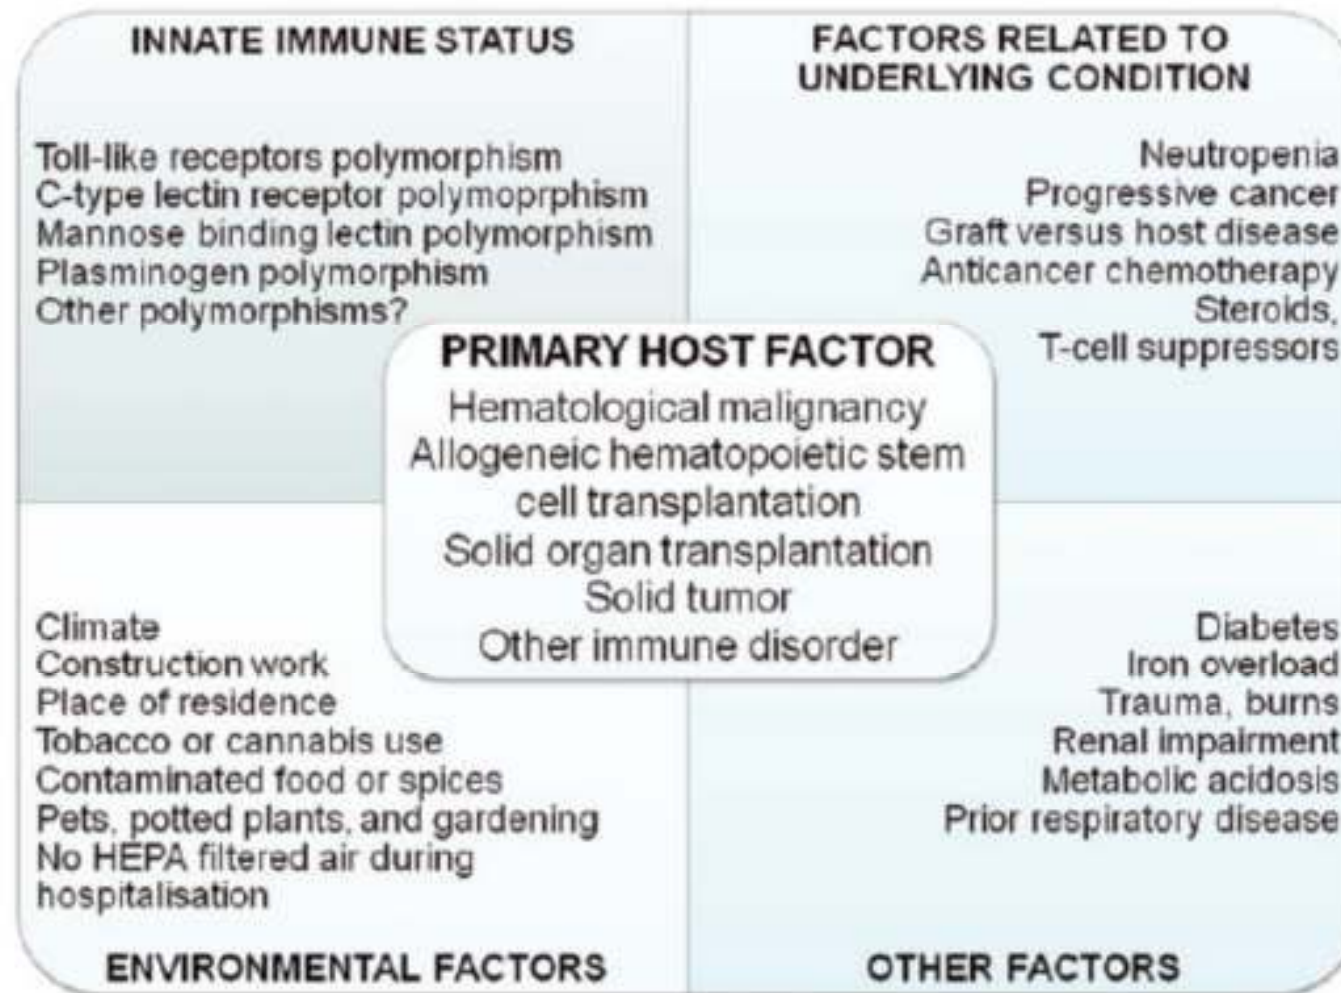 INNATE IMMUNE STATUS
Toll-like receptors polymorphism
C-type lectin receptor polymoprphism
Mannose binding lectin polymorphism
Plasminogen polymorphism
Other polymorphisms?
FACTORS RELATED TO
UNDERLYING CONDITION
Neutropenia
Progressive cancer
Graft versus host disease
Anticancer chemotherapy
Steroids,
T-cell suppressors
PRIMARY HOST FACTOR
Hematological malignancy
Allogeneic hematopoietic stem
cell transplantation
Solid organ transplantation
Solid tumor
Other immune disorder
Climate
Construction work
Place of residence
Tobacco or cannabis use
Contaminated food or spices
Pets, potted plants, and gardening
No HEPA filtered air during
hospitalisation
ENVIRONMENTAL FACTORS
Diabetes
Iron overload
Trauma, burns
Renal impairment
Metabolic acidosis
Prior respiratory disease
OTHER FACTORS